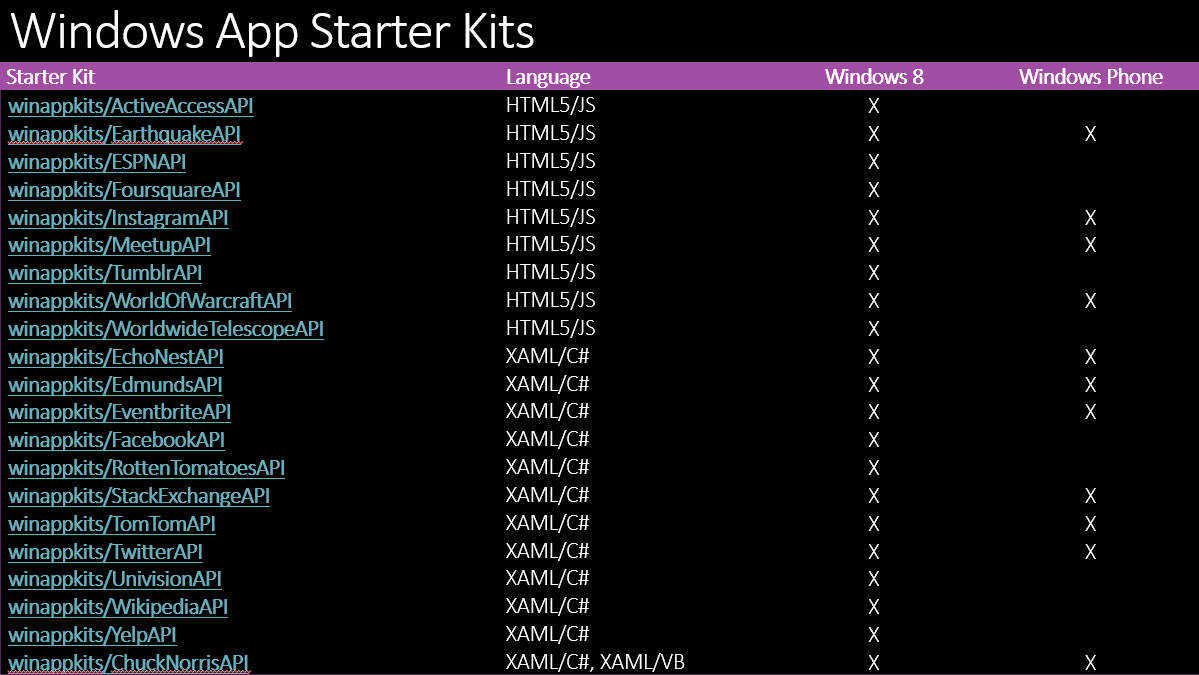 Windows App Starter Kits
Starter Kit Language Windows 8 Windows Phone
winappkits/ActiveAccessAPI HTML5/JS X
winappkits/EarthquakeAPI HTML5/JS X X
winappkits/ESPNAPI HTML5/JS X
winappkits/FoursquareAPI HTML5/JS X
winappkits/InstagramAPI HTML5/JS X X
winappkits/MeetupAPI HTML5/JS X X
winappkits/TumblrAPI HTML5/JS X
winappkits/WorldOfWarcraftAPI HTML5/JS X X
winappkits/WorldwideTelescopeAPI HTML5/JS X
winappkits/EchoNestAPI XAML/C# X X
winappkits/EdmundsAPI XAML/C# X X
winappkits/EventbriteAPI XAML/C# X X
winappkits/FacebookAPI XAML/C# X
winappkits/RottenTomatoesAPI XAML/C# X
winappkits/StackExchangeAPI XAML/C# X X
winappkits/TomTomAPI XAML/C# X X
winappkits/TwitterAPI XAML/C# X X
winappkits/UnivisionAPI XAML/C# X
winappkits/WikipediaAPI XAML/C# X
winappkits/YelpAPI XAML/C# X
winappkits/ChuckNorrisAPI XAML/C#, XAML/VB X X